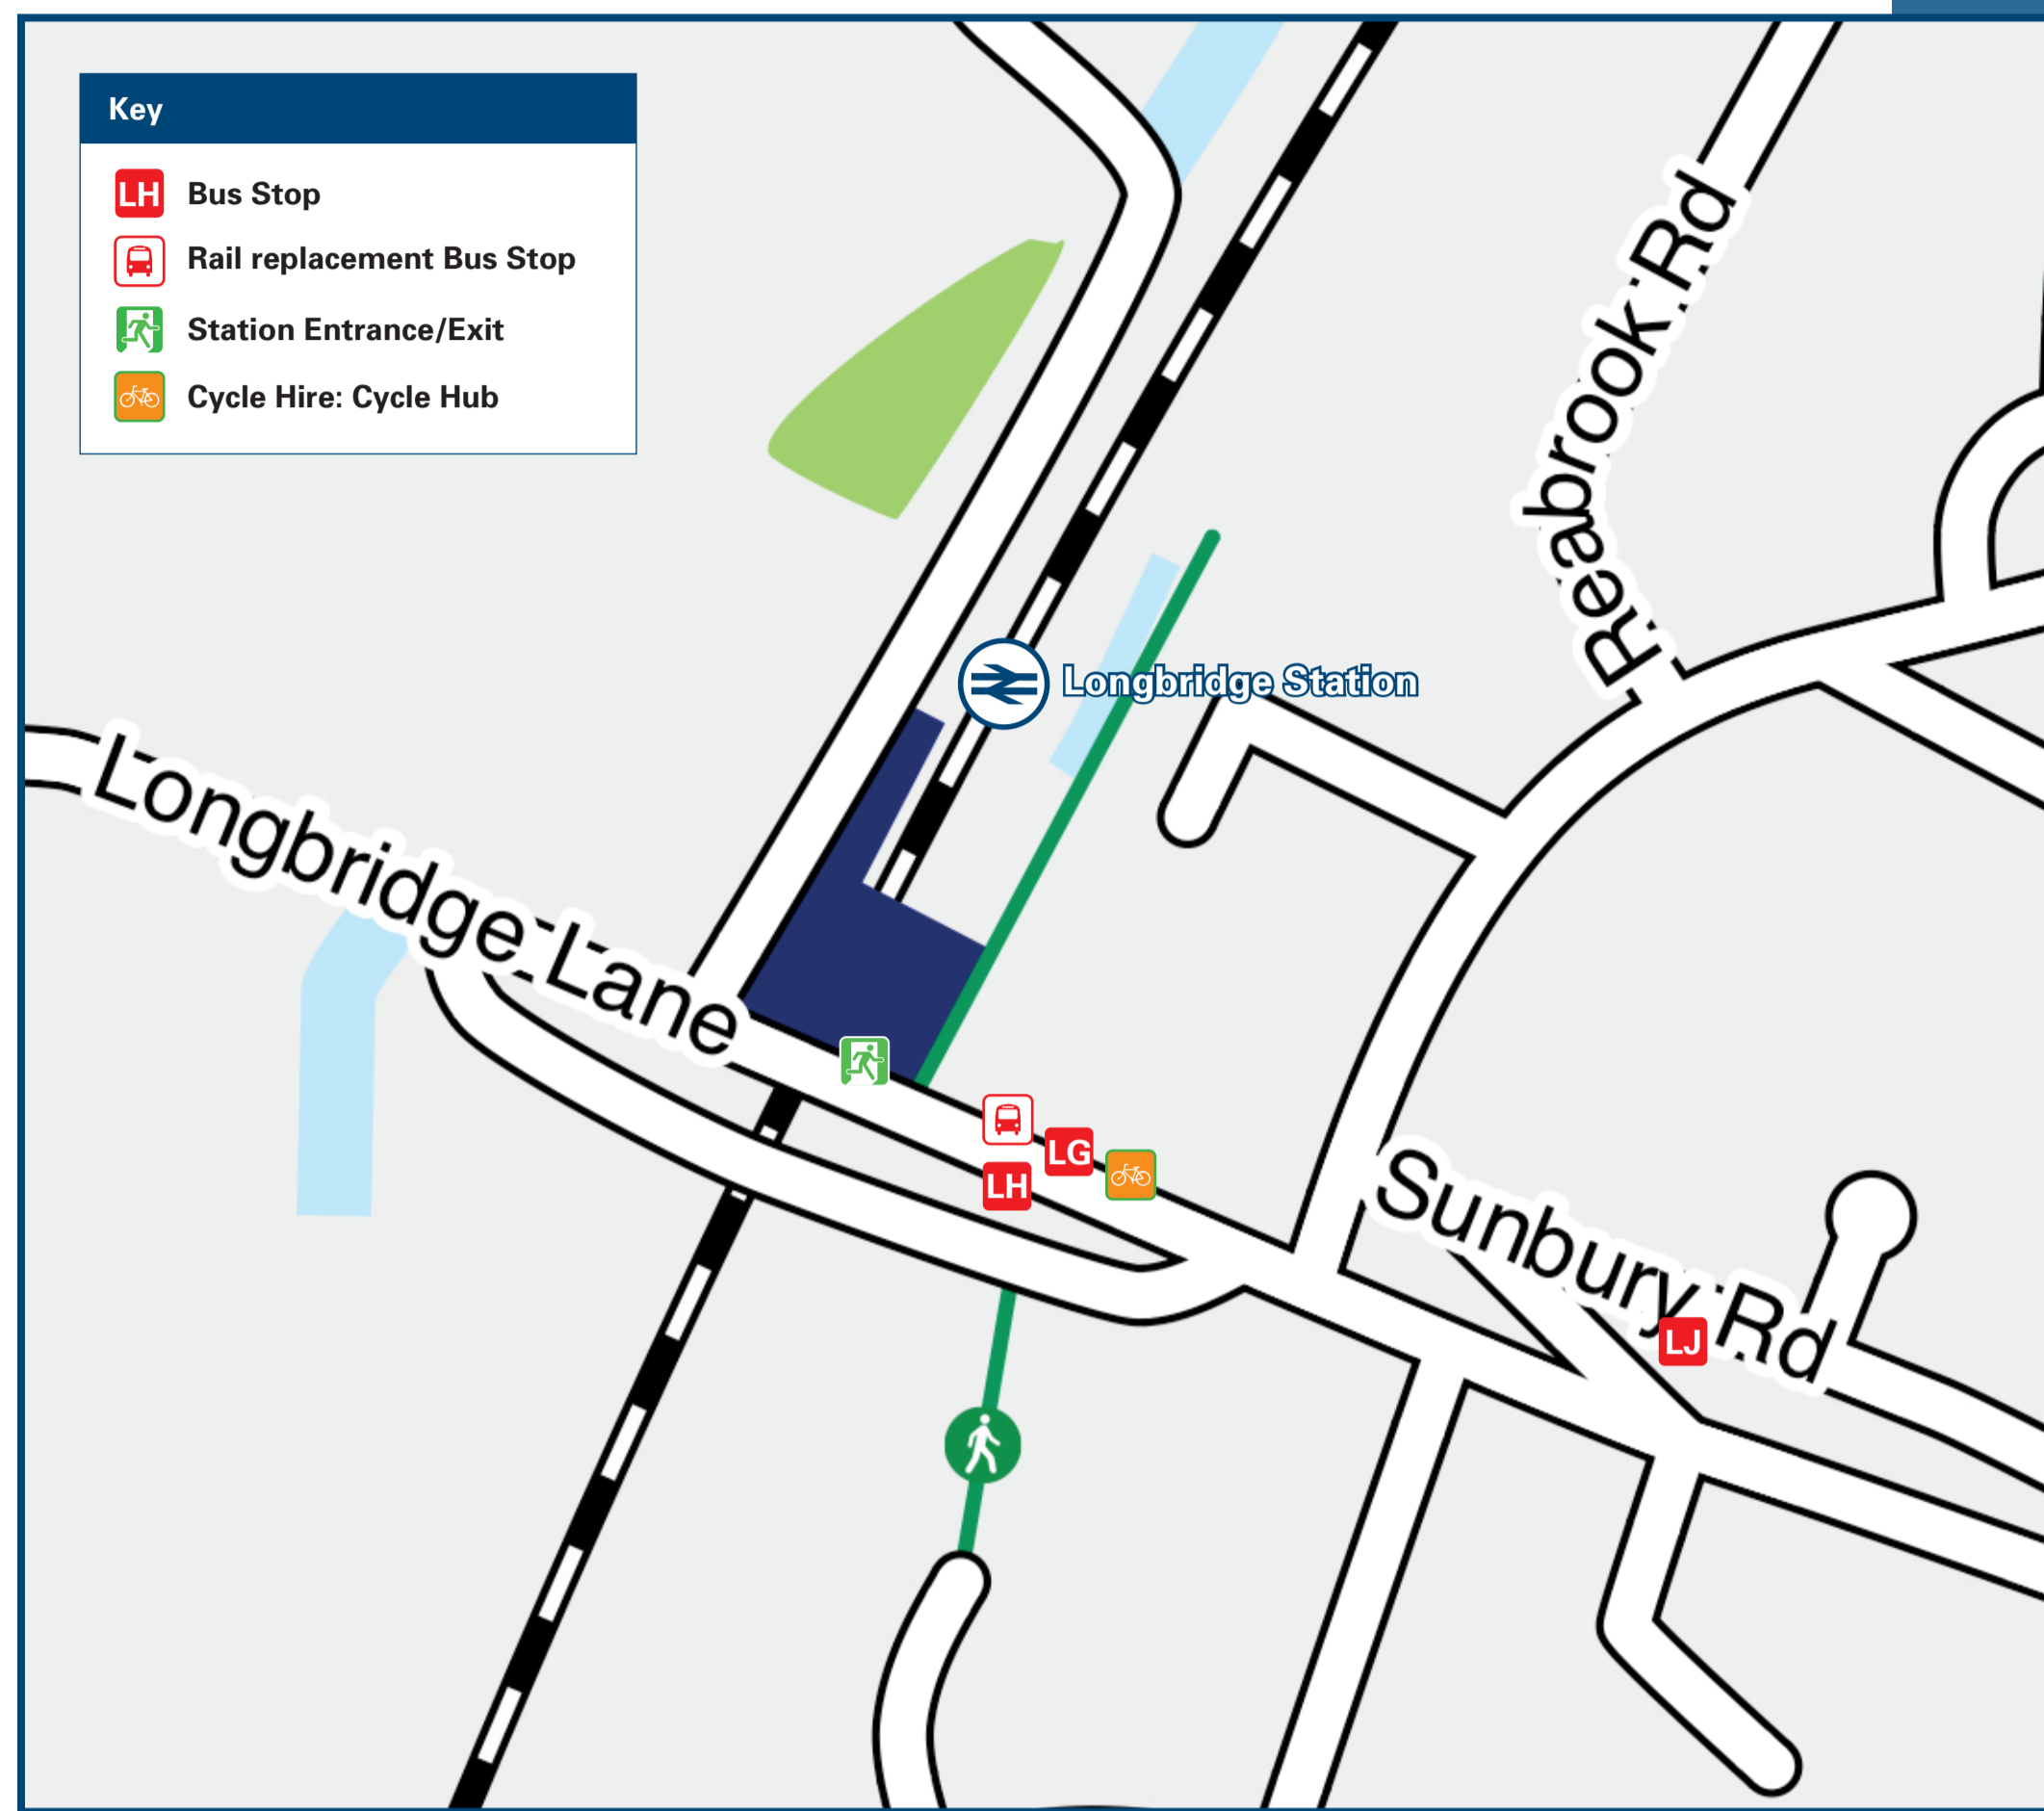 Key
LH Bus Stop
Rail replacement Bus Stop
Station Entrance/Exit
Cycle Hire: Cycle Hub
Reabrook Rd
Longbridge Station
Longbridge Lane
LG
LH
Sunbury Rd
LJ